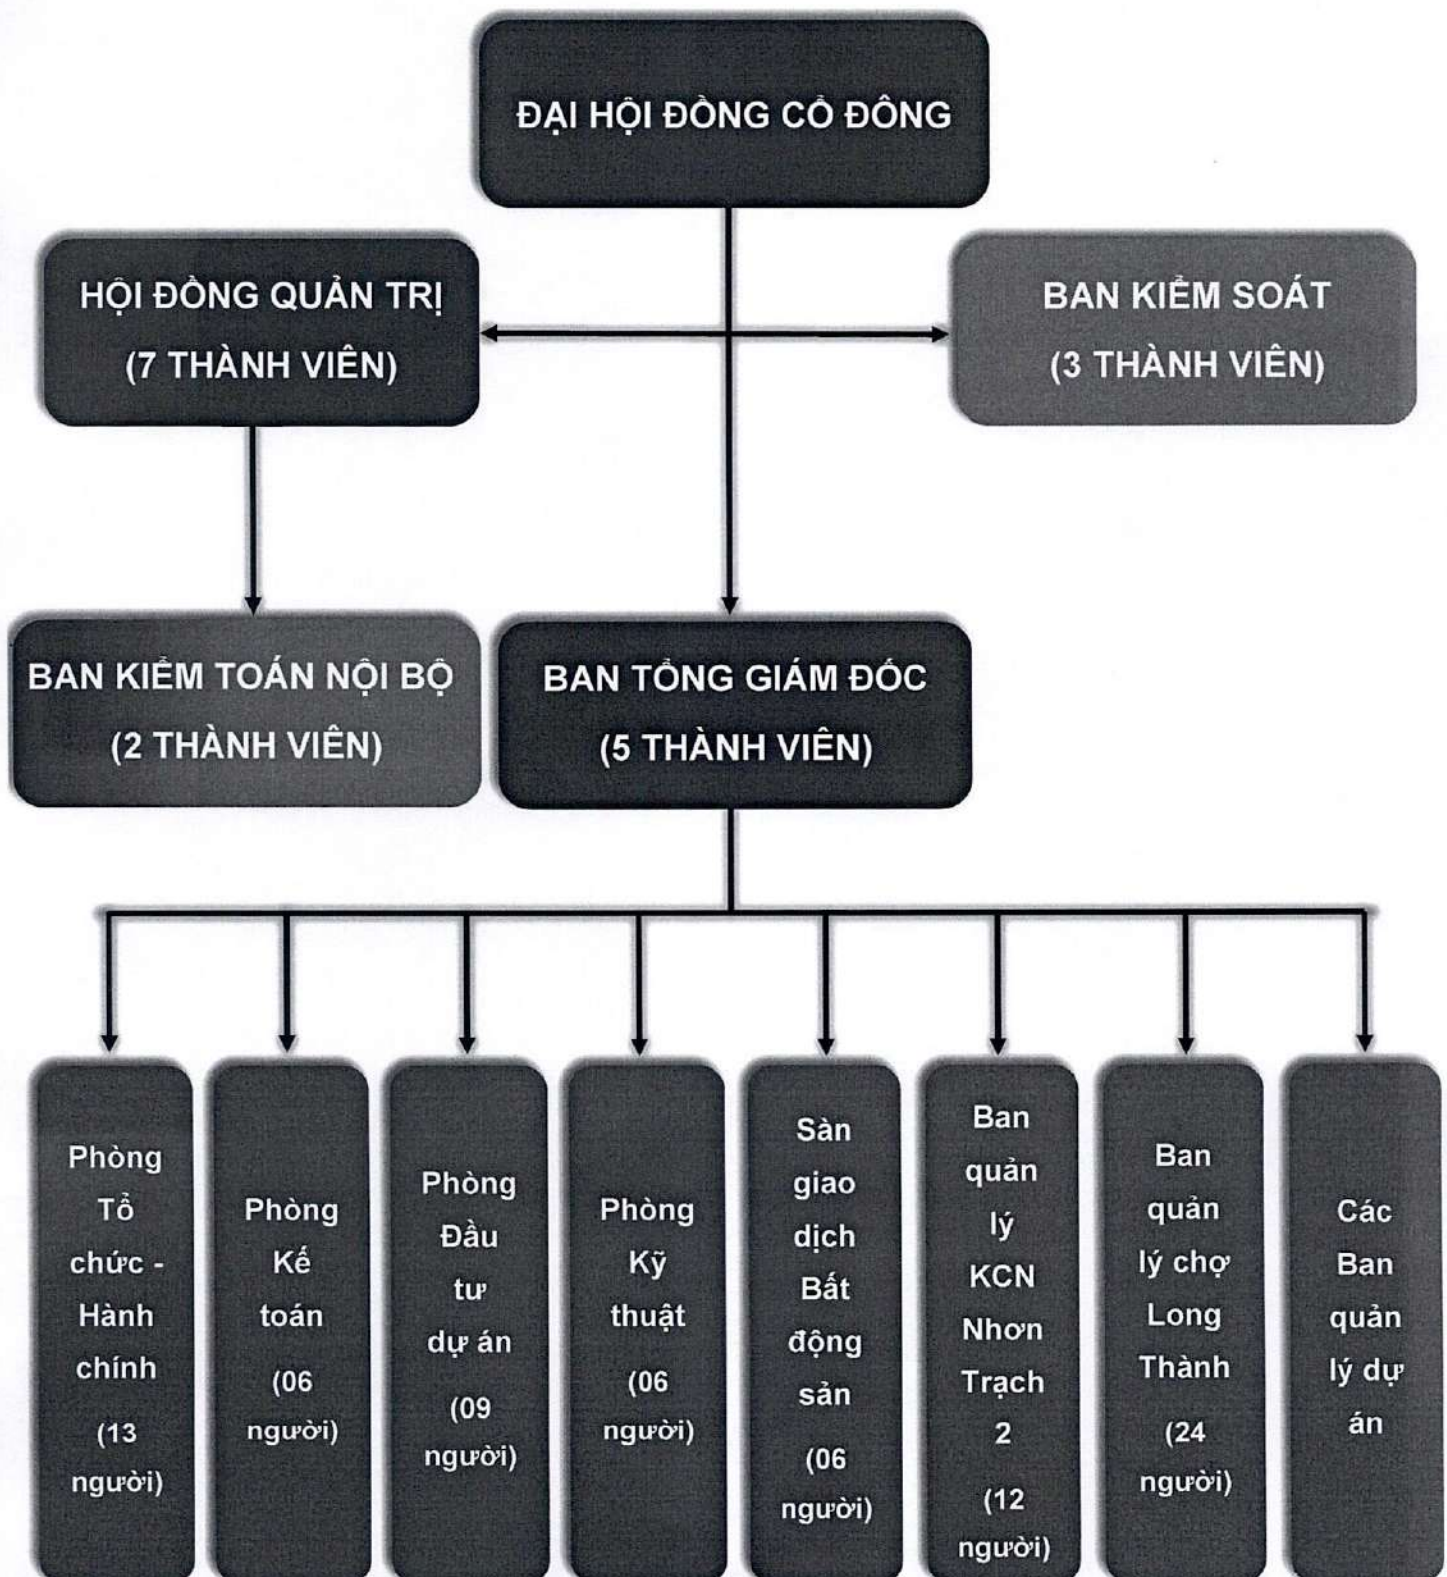 ĐẠI HỘI ĐỒNG CỔ ĐÔNG
HỘI ĐỒNG QUẢN TRỊ
(7 THÀNH VIÊN)
BAN KIỂM SOÁT
(3 THÀNH VIÊN)
BAN KIỂM TOÁN NỘI BỘ
(2 THÀNH VIÊN)
BAN TỔNG GIÁM ĐỐC
(5 THÀNH VIÊN)
Phòng
Tổ
chức -
Hành
chính
(13
người)
Phòng
Kế
toán
(06
người)
Phòng
Đầu
tư
dự án
(09
người)
Phòng
Kỹ
thuật
(06
người)
Sàn
giao
dịch
Bất
động
sản
(06
người)
Ban
quản
lý
KCN
Nhơn
Trạch
2
(12
người)
Ban
quản
lý chợ
Long
Thành
(24
người)
Các
Ban
quản
lý dự
án